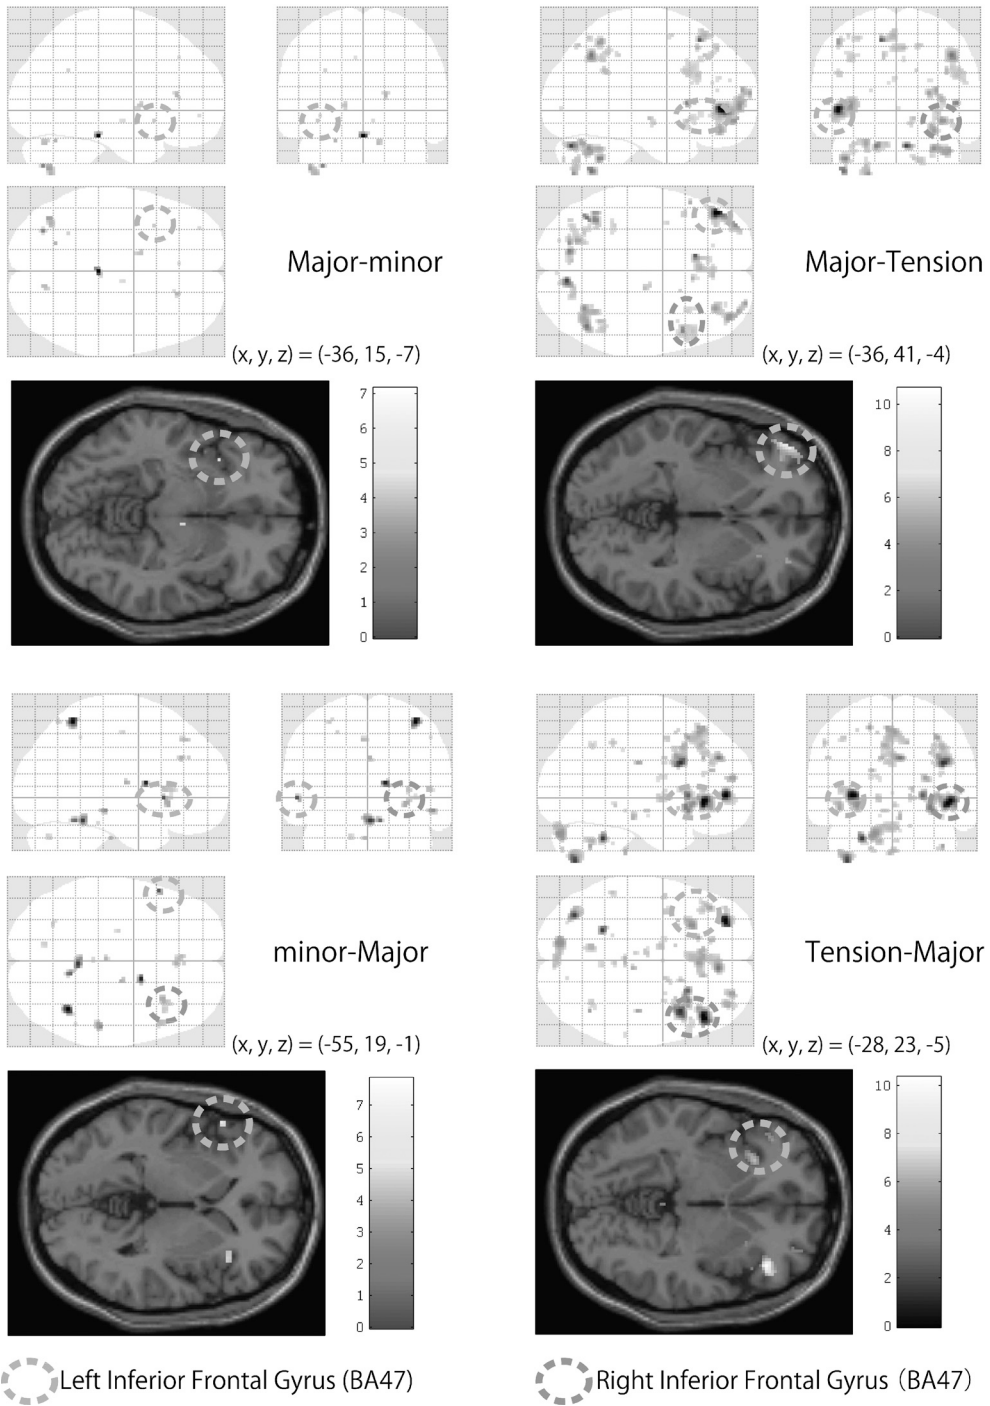 Major-minor
(x, y, z) = (-36, 15, -7)
7
6
5
4
3
2
1
0
Major-Tension
(x, y, z) = (-36, 41, -4)
10
8
6
4
2
0
minor-Major
(x, y, z) = (-55, 19, -1)
7
6
5
4
3
2
1
0
Tension-Major
(x, y, z) = (-28, 23, -5)
10
8
6
4
2
0
Left Inferior Frontal Gyrus (BA47)
Right Inferior Frontal Gyrus（BA47）